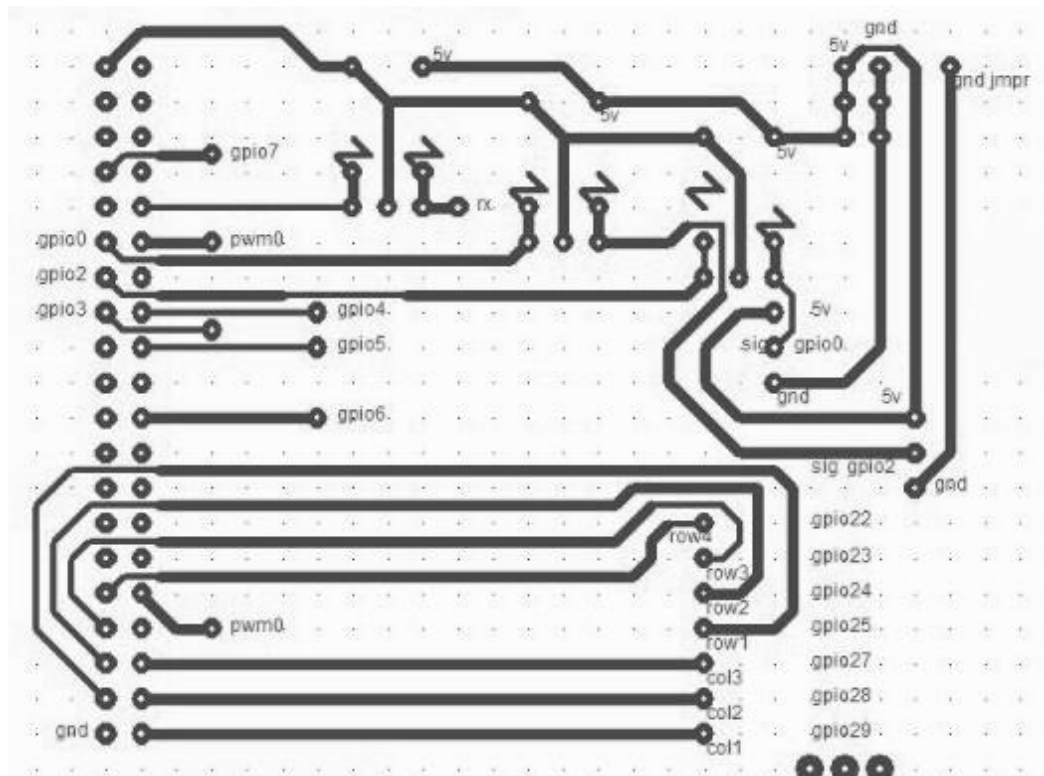 gnd
5v
5v
gnd jmpr
5v
5v
gpio7
rx
gpio0
pwm0
gpio2
gpio3
gpio4
5v
gpio5
sig gpio0
gnd
5v
gpio6
sig gpio2
gnd
gpio22
row4
gpio23
row3
gpio24
row2
pwm0
gpio25
row1
gpio27
col3
gpio28
col2
gnd
gpio29
col1